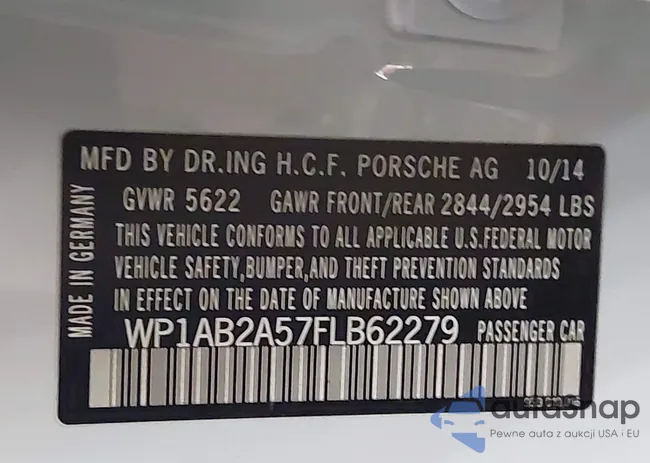 MFD BY DR.ING H.C.F. PORSCHE AG 10/14
GVWR 5622 GAWR FRONT/REAR 2844/2954 LBS
THIS VEHICLE CONFORMS TO ALL APPLICABLE U.S.FEDERAL MOTOR
VEHICLE SAFETY,BUMPER,AND THEFT PREVENTION STANDARDS
IN EFFECT ON THE DATE OF MANUFACTURE SHOWN ABOVE
WP1AB2A57FLB62279 PASSENGER CAR
MADE IN GERMANY
autosnap
Pewne auta z aukcji USA i EU